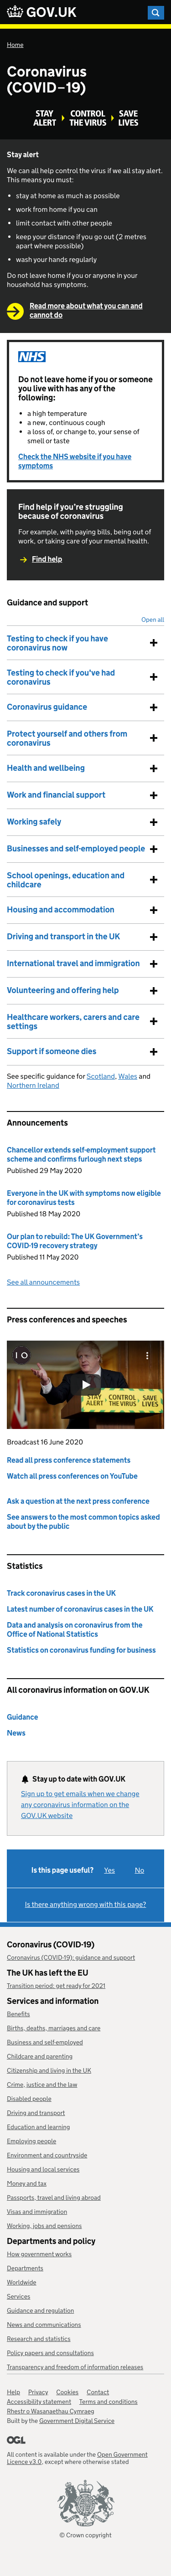 GOV.UK
Home
Coronavirus
(COVID-19)
STAY
ALERT
CONTROL
THE VIRUS
SAVE
LIVES
Stay alert
We can all help control the virus if we all stay alert.
This means you must:
stay at home as much as possible
work from home if you can
limit contact with other people
keep your distance if you go out (2 metres
apart where possible)
wash your hands regularly
Do not leave home if you or anyone in your
household has symptoms.
Read more about what you can and
cannot do
NHS
Do not leave home if you or someone
you live with has any of the
following:
a high temperature
a new, continuous cough
a loss of, or change to, your sense of
smell or taste
Check the NHS website if you have
symptoms
Find help if you're struggling
because of coronavirus
For example, with paying bills, being out
of work, or taking care of your mental health.
Find help
Guidance and support
Open all
Testing to check if you have
coronavirus now
Testing to check if you've had
coronavirus
Coronavirus guidance
Protect yourself and others from
coronavirus
Health and wellbeing
Work and financial support
Working safely
Businesses and self-employed people
School openings, education and
childcare
Housing and accommodation
Driving and transport in the UK
International travel and immigration
Volunteering and offering help
Healthcare workers, carers and care
settings
Support if someone dies
See specific guidance for Scotland, Wales and
Northern Ireland
Announcements
Chancellor extends self-employment support
scheme and confirms furlough next steps
Published 29 May 2020
Everyone in the UK with symptoms now eligible
for coronavirus tests
Published 18 May 2020
Our plan to rebuild: The UK Government's
COVID-19 recovery strategy
Published 11 May 2020
See all announcements
Press conferences and speeches
STAY
ALERT
CONTROL
THE VIRUS
SAVE
LIVES
Broadcast 16 June 2020
Read all press conference statements
Watch all press conferences on YouTube
Ask a question at the next press conference
See answers to the most common topics asked
about by the public
Statistics
Track coronavirus cases in the UK
Latest number of coronavirus cases in the UK
Data and analysis on coronavirus from the
Office of National Statistics
Statistics on coronavirus funding for business
All coronavirus information on GOV.UK
Guidance
News
Stay up to date with GOV.UK
Sign up to get emails when we change
any coronavirus information on the
GOV.UK website
Is this useful? Yes No
Is there anything wrong with this page?
Coronavirus (COVID-19)
Coronavirus (COVID-19): guidance and support
The UK has left the EU
Transition period: get ready for 2021
Services and information
Benefits
Births, deaths, marriages and care
Business and self-employed
Childcare and parenting
Citizenship and living in the UK
Crime, justice and the law
Disabled people
Driving and transport
Education and learning
Employing people
Environment and countryside
Housing and local services
Money and tax
Passports, travel and living abroad
Visas and immigration
Working, jobs and pensions
Departments and policy
How government works
Departments
Worldwide
Services
Guidance and regulation
News and communications
Research and statistics
Policy papers and consultations
Transparency and freedom of information releases
Help Privacy Cookies Contact
Accessibility statement Terms and conditions
Rhestr o Wasanaethau Cymraeg
Built by the Government Digital Service
OGL
All content is available under the Open Government
Licence v3.0, except where otherwise stated
© Crown copyright